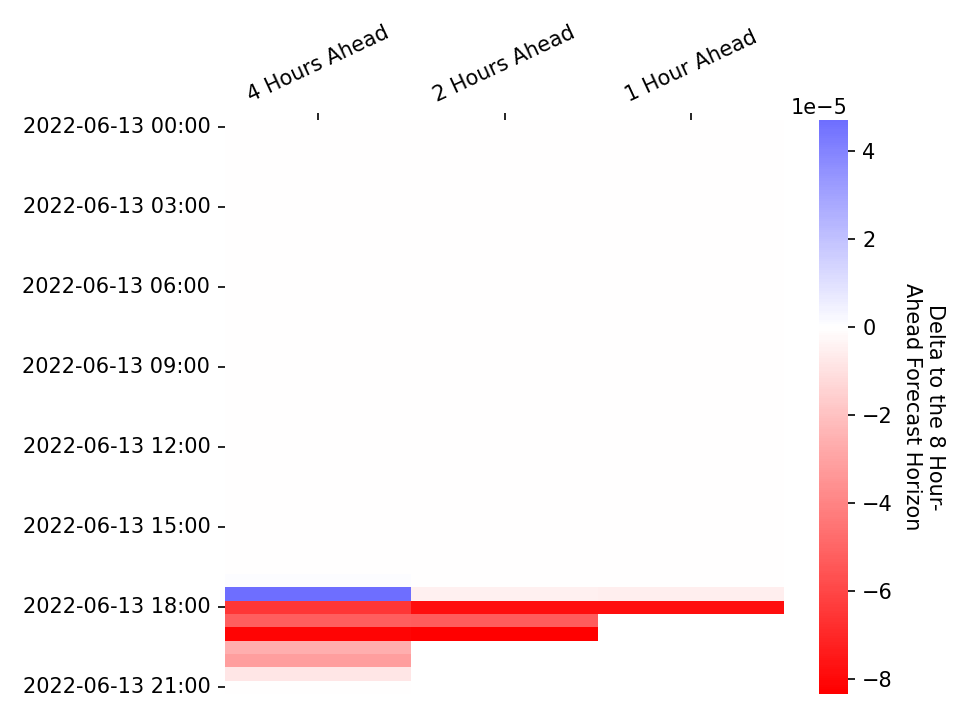 4 Hours Ahead
2 Hours Ahead
1 Hour Ahead
1e−5
2022-06-13 00:00
2022-06-13 03:00
2022-06-13 06:00
2022-06-13 09:00
2022-06-13 12:00
2022-06-13 15:00
2022-06-13 18:00
2022-06-13 21:00
4
2
0
−2
−4
−6
−8
Delta to the 8 Hour-
Ahead Forecast Horizon